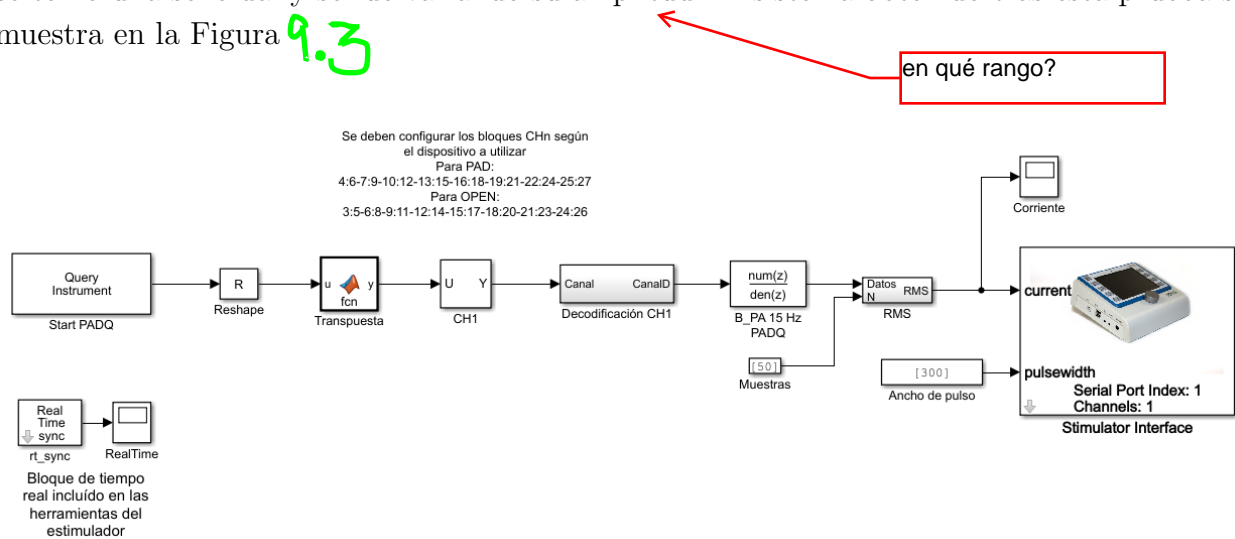 muestra en la Figura 9.3
en qué rango?
Se deben configurar los bloques CHn según
el dispositivo a utilizar
Para PAD:
4:6-7:9-10:12-13:15-16:18-19:21-22:24-25:27
Para OPEN:
3:5-6:8-9:11-12:14-15:17-18:20-21:23-24:26
Query
Instrument
Start PADQ
R
Reshape
u
y
fcn
Transpuesta
U
Y
CH1
Canal
CanalD
Decodificación CH1
num(z)
den(z)
B_PA 15 Hz
PADQ
[50]
Muestras
Datos
N
RMS
RMS
Corriente
[300]
Ancho de pulso
current
pulsewidth
Serial Port Index: 1
Channels: 1
Stimulator Interface
Real
Time
sync
rt_sync
RealTime
Bloque de tiempo
real incluído en las
herramientas del
estimulador